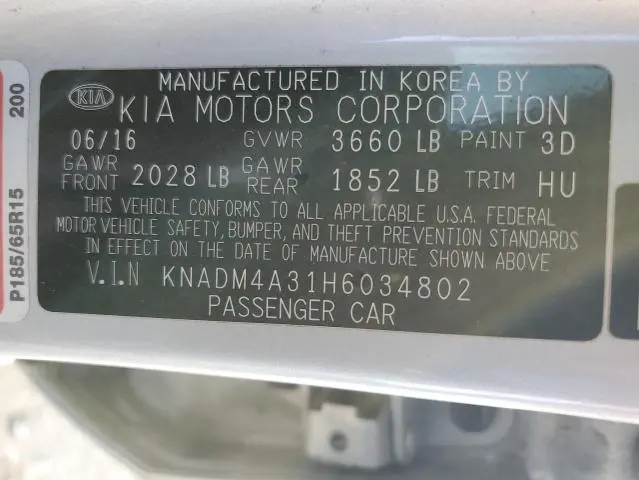 MANUFACTURED IN KOREA BY
KIA KIA MOTORS CORPORATION
06/16 GVWR 3660 LB PAINT 3D
GAWR FRONT 2028 LB GAWR REAR 1852 LB TRIM HU
THIS VEHICLE CONFORMS TO ALL APPLICABLE U.S.A. FEDERAL
MOTOR VEHICLE SAFETY, BUMPER, AND THEFT PREVENTION STANDARDS
IN EFFECT ON THE DATE OF MANUFACTURE SHOWN ABOVE
V.I.N KNADM4A31H6034802
PASSENGER CAR
P185/65R15 200